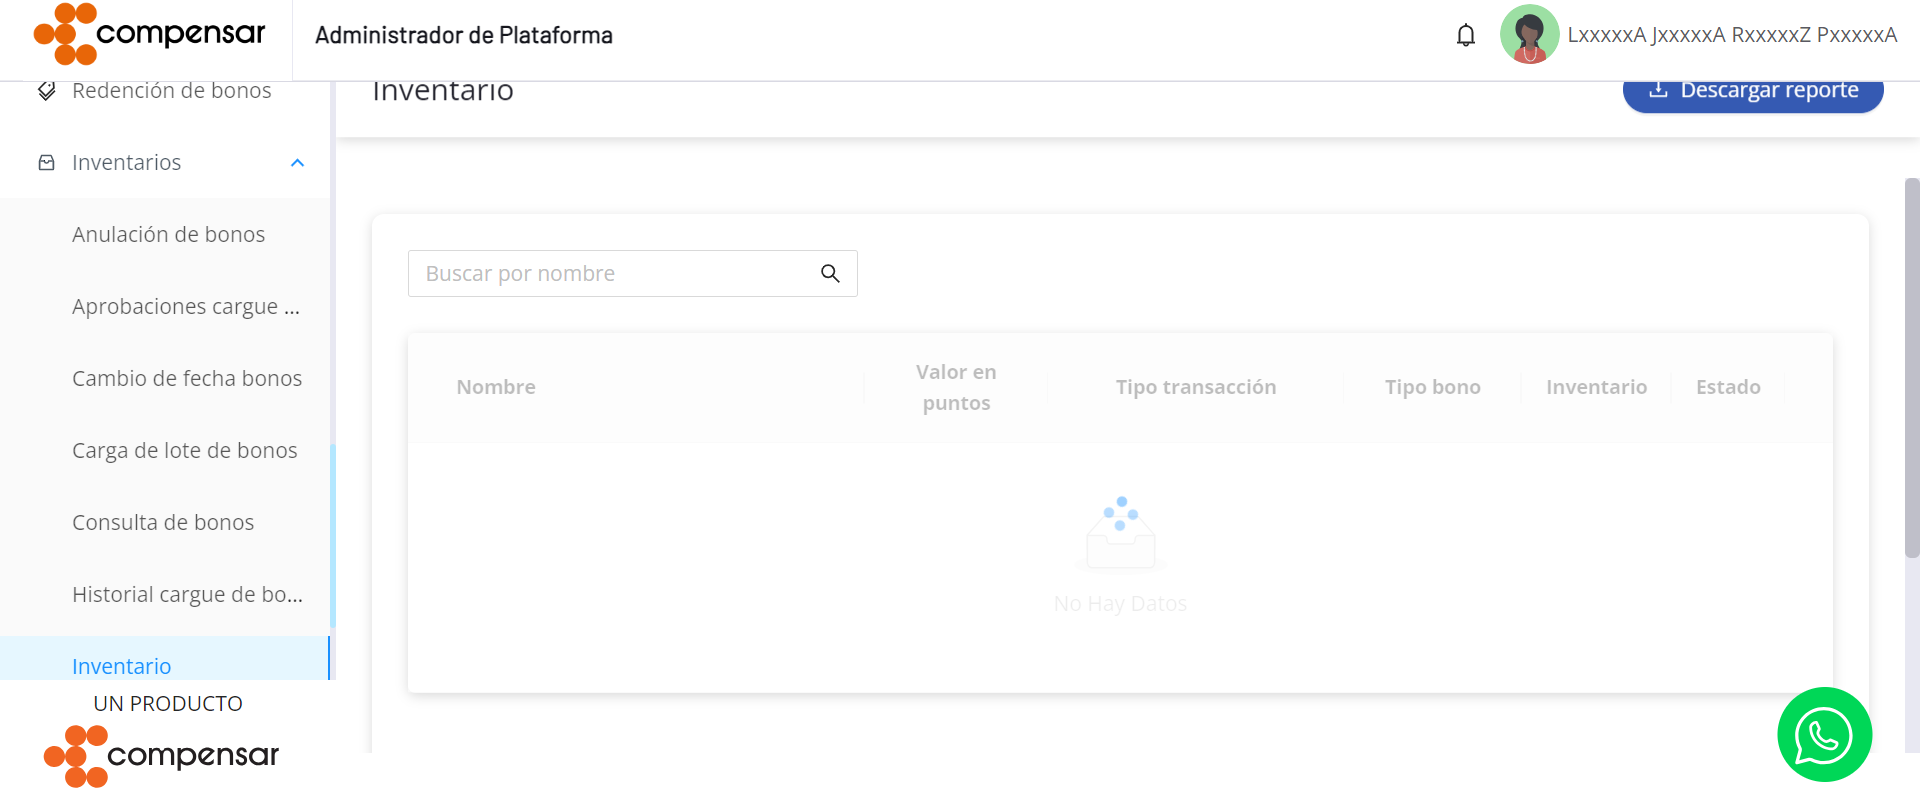 compensar
Administrador de Plataforma
LxxxxxA JxxxxxA RxxxxxZ PxxxxxA
Redención de bonos
Inventarios
Anulación de bonos
Aprobaciones cargue ...
Cambio de fecha bonos
Carga de lote de bonos
Consulta de bonos
Historial cargue de bo...
Inventario
UN PRODUCTO
compensar
Inventario
Descargar reporte
Buscar por nombre
Nombre
Valor en
puntos
Tipo transacción
Tipo bono
Inventario
Estado
No Hay Datos